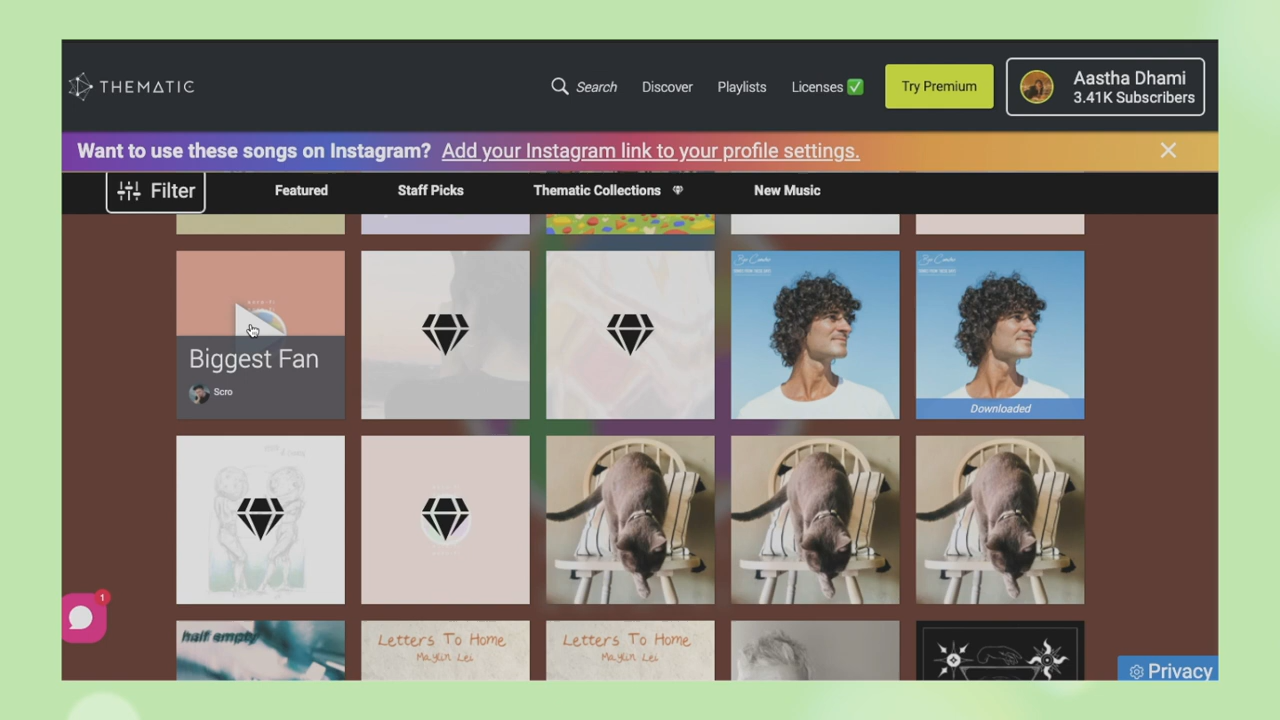 THEMATIC
Search
Discover
Playlists
Licenses ✅
Try Premium
Aastha Dhami
3.41K Subscribers
Want to use these songs on Instagram? Add your Instagram link to your profile settings.
Filter
Featured
Staff Picks
Thematic Collections
New Music
Biggest Fan
Scro
Downloaded
half empty
Letters To Home
Maylin Lei
Letters To Home
Maylin Lei
1
Privacy